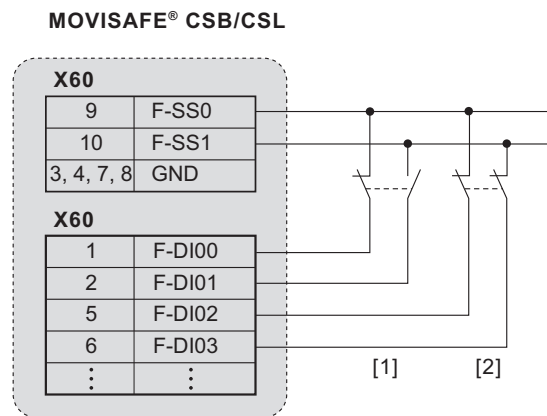 MOVISAFE® CSB/CSL
X60
9 F-SS0
10 F-SS1
3, 4, 7, 8 GND
X60
1 F-DI00
2 F-DI01
5 F-DI02
6 F-DI03
⋮ ⋮
[1] [2]